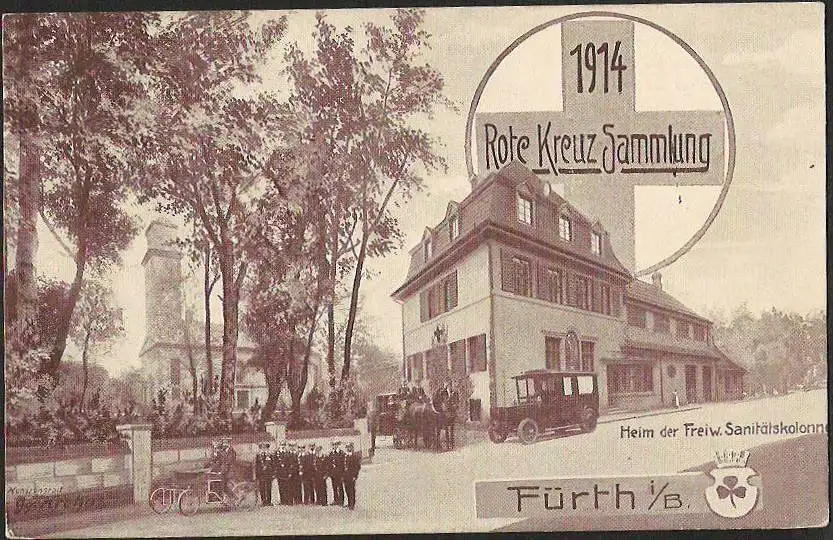 1914
Rote Kreuz Sammlung
Heim der Freiw. Sanitätskolonne
Fürth i/B.